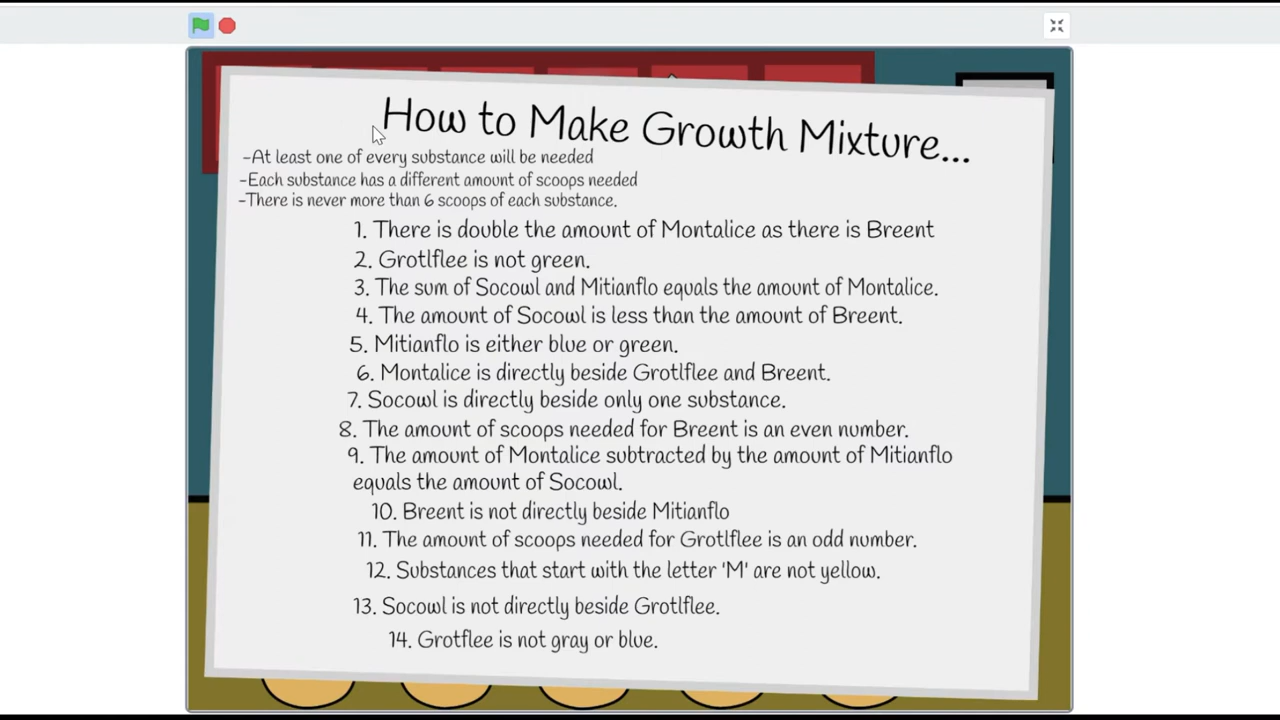 How to Make Growth Mixture...
-At least one of every substance will be needed
-Each substance has a different amount of scoops needed
-There is never more than 6 scoops of each substance.
1. There is double the amount of Montalice as there is Breent
2. Grotlflee is not green.
3. The sum of Socowl and Mitianflo equals the amount of Montalice.
4. The amount of Socowl is less than the amount of Breent.
5. Mitianflo is either blue or green.
6. Montalice is directly beside Grotlflee and Breent.
7. Socowl is directly beside only one substance.
8. The amount of scoops needed for Breent is an even number.
9. The amount of Montalice subtracted by the amount of Mitianflo
equals the amount of Socowl.
10. Breent is not directly beside Mitianflo
11. The amount of scoops needed for Grotlflee is an odd number.
12. Substances that start with the letter 'M' are not yellow.
13. Socowl is not directly beside Grotlflee.
14. Grotflee is not gray or blue.